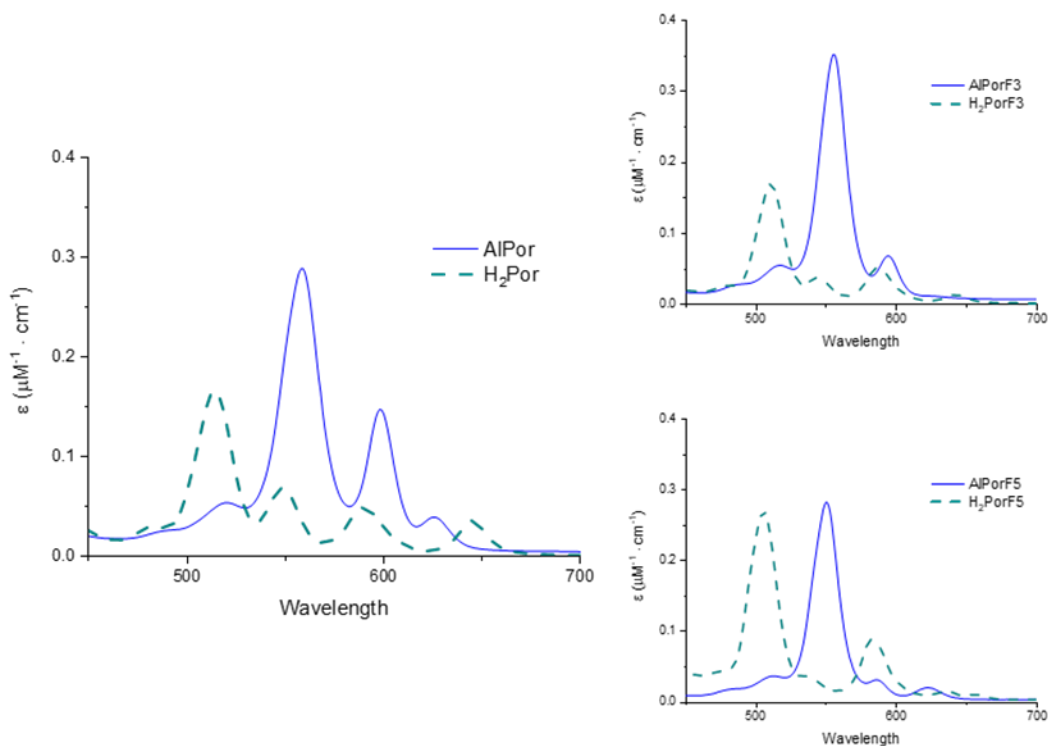 0.4
0.3
0.2
0.1
0.0
ε (μM⁻¹ · cm⁻¹)
AlPor
H₂Por
500
600
700
Wavelength
0.4
0.3
0.2
0.1
0.0
ε (μM⁻¹ · cm⁻¹)
AlPorF3
H₂PorF3
500
600
700
Wavelength
0.4
0.3
0.2
0.1
0.0
ε (μM⁻¹ · cm⁻¹)
AlPorF5
H₂PorF5
500
600
700
Wavelength